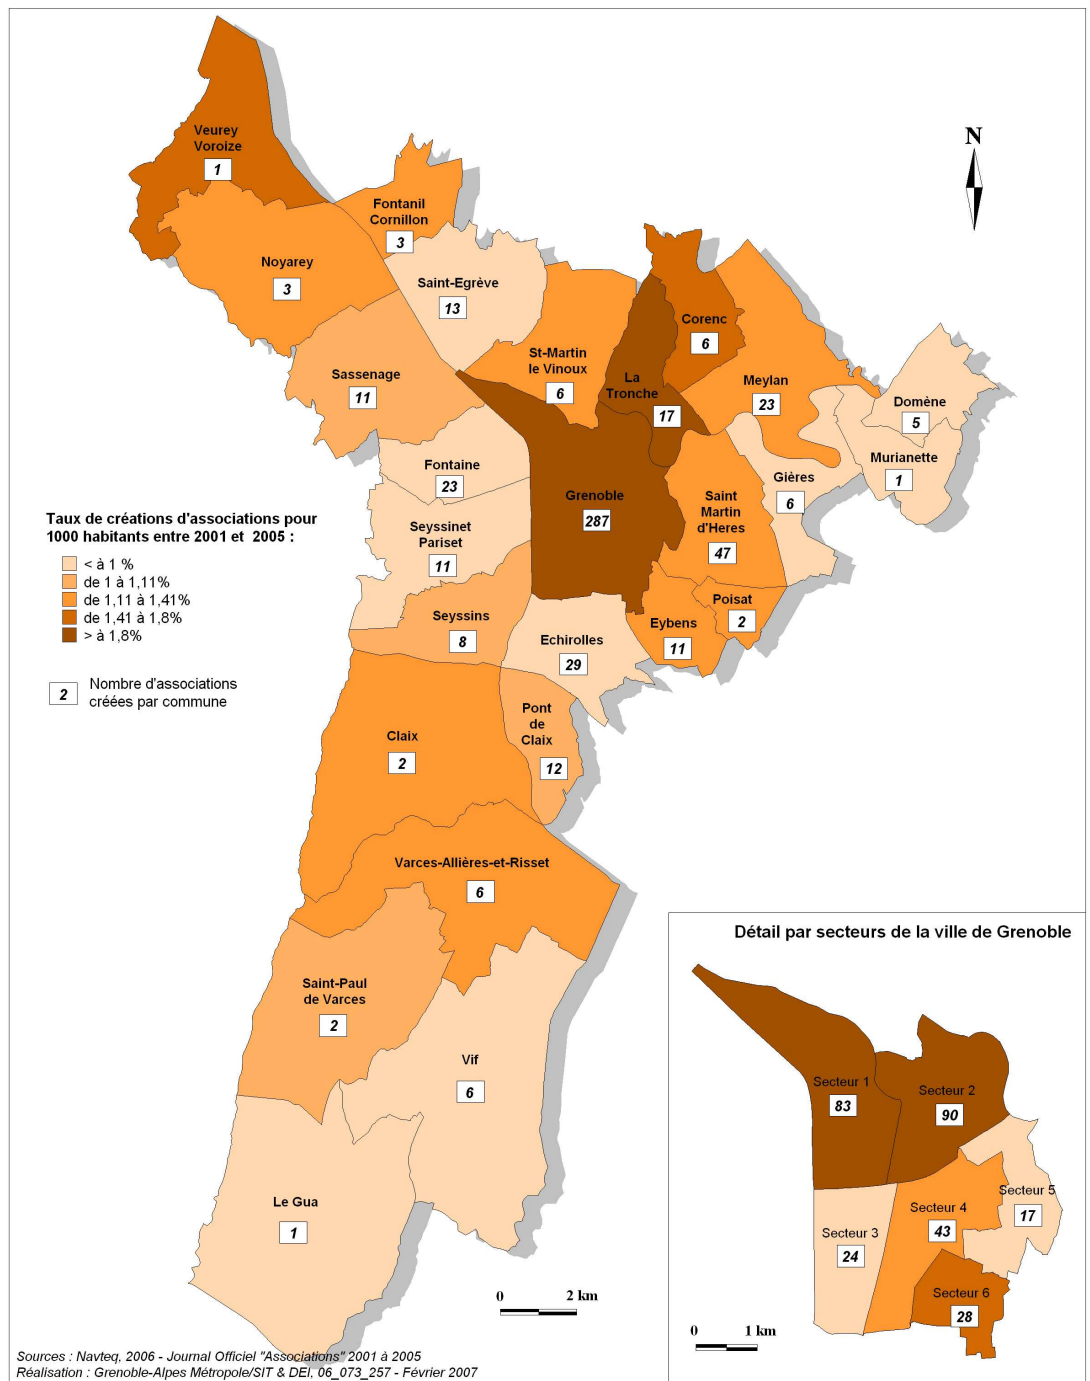 Veurey
Voroize
1
Fontanil
Cornillon
3
Noyarey
3
Saint-Egrève
13
N
Corenc
6
St-Martin
le Vinoux
6
La
Tronche
17
Meylan
23
Sassenage
11
Domène
5
Murianette
1
Fontaine
23
Gières
6
Grenoble
287
Saint
Martin
d'Heres
47
Taux de créations d'associations pour
1000 habitants entre 2001 et 2005 :
< à 1 %
de 1 à 1,11%
de 1,11 à 1,41%
de 1,41 à 1,8%
> à 1,8%
2
Nombre d'associations
créées par commune
Seyssinet
Pariset
11
Seyssins
8
Poisat
2
Eybens
11
Echirolles
29
Pont
de
Claix
12
Claix
2
Varces-Allières-et-Risset
6
Saint-Paul
de Varces
2
Vif
6
Le Gua
1
0 2 km
Détail par secteurs de la ville de Grenoble
Secteur 1
83
Secteur 2
90
Secteur 5
17
Secteur 4
43
Secteur 3
24
Secteur 6
28
0 1 km
Sources : Navteq, 2006 - Journal Officiel "Associations" 2001 à 2005
Réalisation : Grenoble-Alpes Métropole/SIT & DEI, 06_073_257 - Février 2007